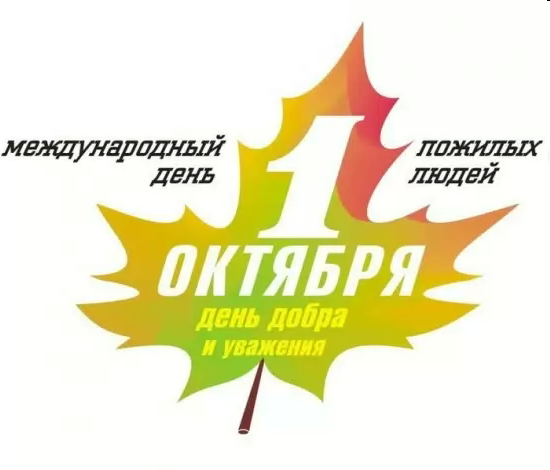 международный
день
пожилых
людей
1
ОКТЯБРЯ
день добра
и уважения